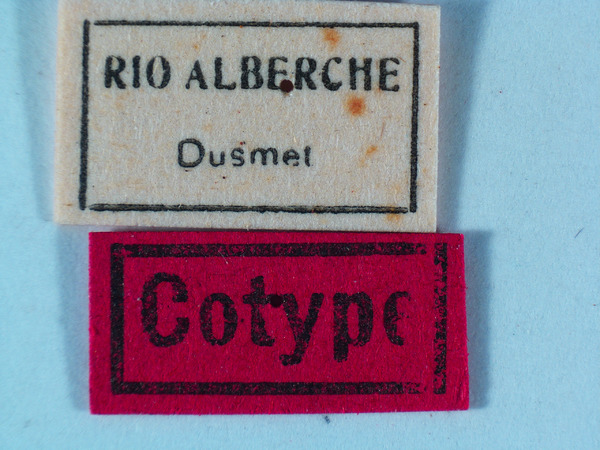 RIO ALBERCHE
Dusmet
Cotype